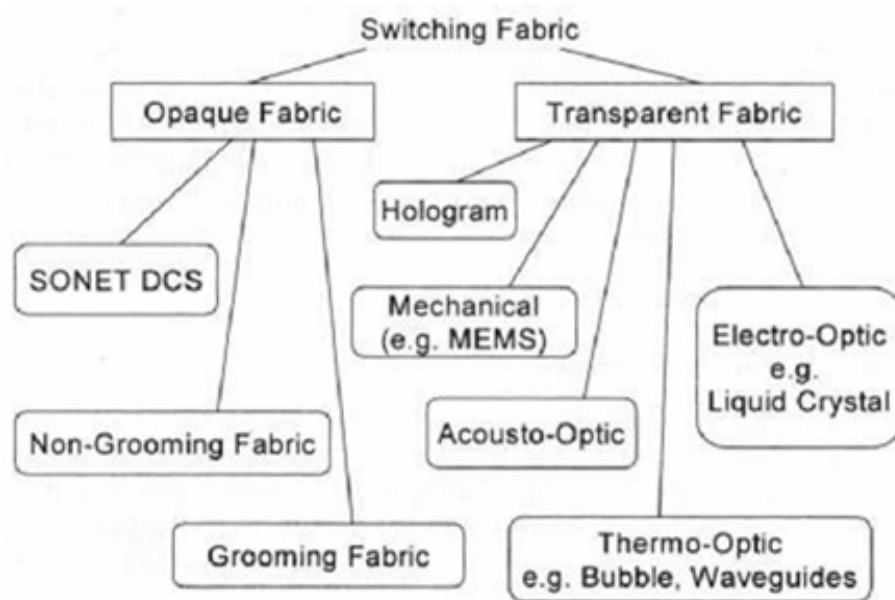 Switching Fabric
Opaque Fabric
Transparent Fabric
Hologram
SONET DCS
Mechanical
(e.g. MEMS)
Electro-Optic
e.g.
Liquid Crystal
Non-Grooming Fabric
Acousto-Optic
Grooming Fabric
Thermo-Optic
e.g. Bubble, Waveguides